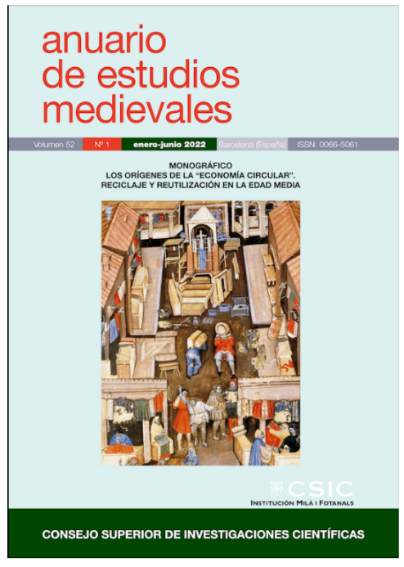 anuario
de estudios
medievales
Volumen 52 Nº 1 enero-junio 2022 Barcelona (España) ISSN: 0066-5061
MONOGRÁFICO
LOS ORÍGENES DE LA “ECONOMÍA CIRCULAR”.
RECICLAJE Y REUTILIZACIÓN EN LA EDAD MEDIA
CSIC
INSTITUCIÓN MILÁ I FOTANALS
CONSEJO SUPERIOR DE INVESTIGACIONES CIENTÍFICAS